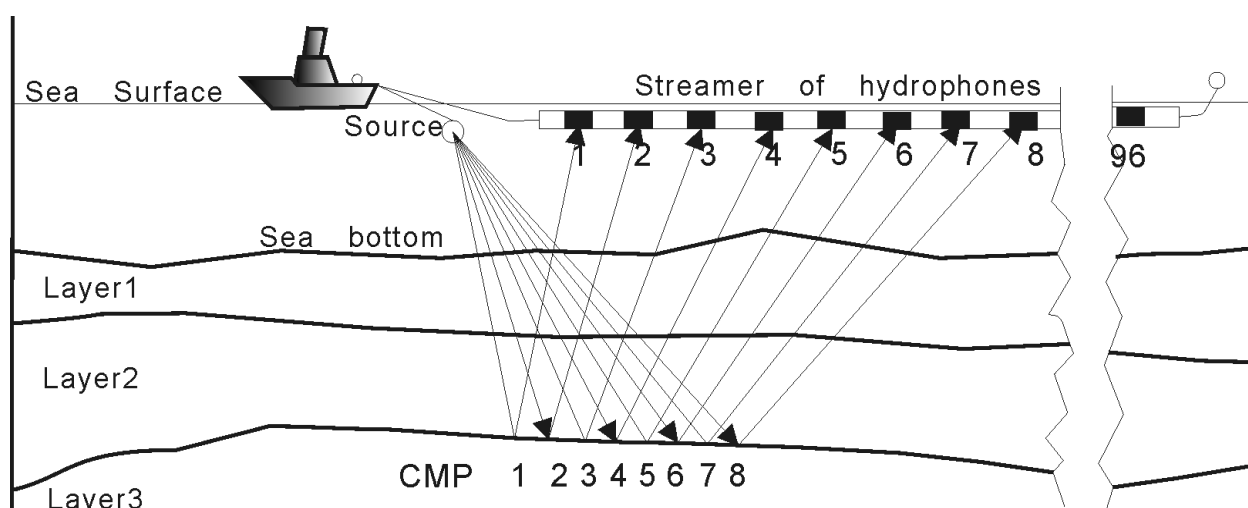 Streamer of hydrophones
Sea Surface
Source
1 2 3 4 5 6 7 8 96
Sea bottom
Layer1
Layer2
CMP 1 2 3 4 5 6 7 8
Layer3